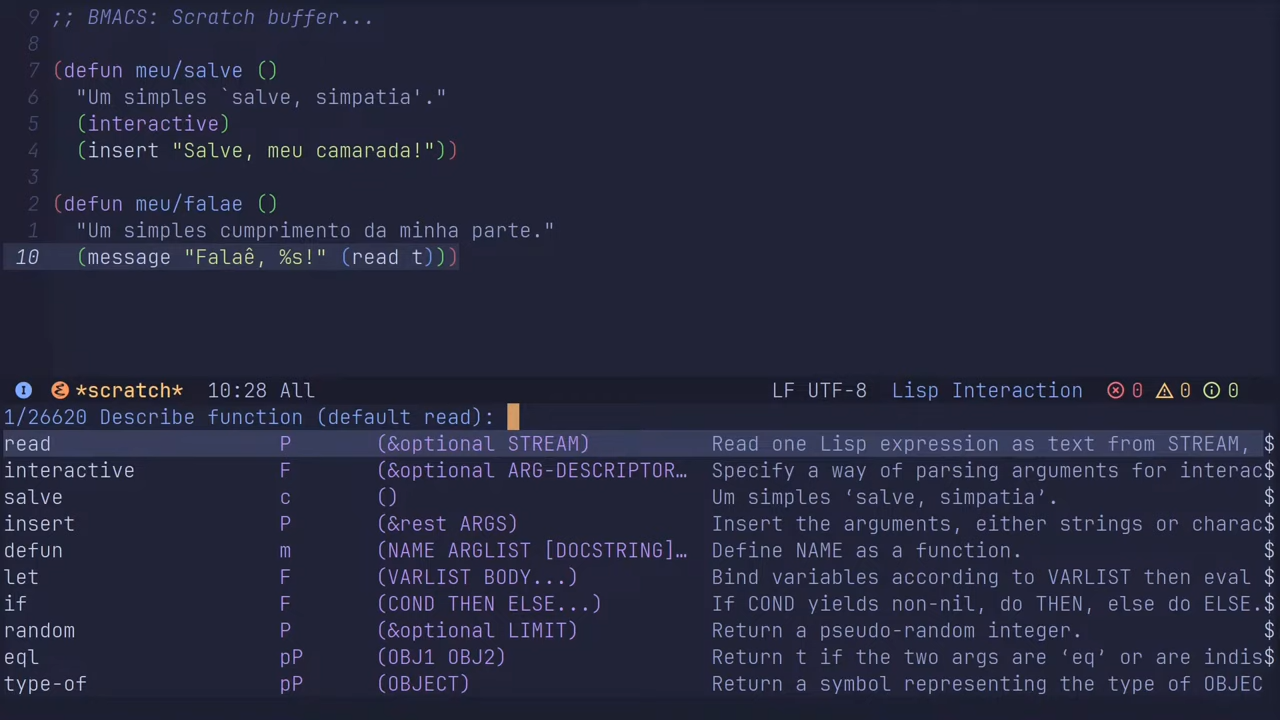 9 ;; BMACS: Scratch buffer...
8
7 (defun meu/salve ()
6   "Um simples `salve, simpatia'."
5   (interactive)
4   (insert "Salve, meu camarada!"))
3
2 (defun meu/falae ()
1   "Um simples cumprimento da minha parte."
10   (message "Falaê, %s!" (read t)))
I *scratch* 10:28 All LF UTF-8 Lisp Interaction 0 0 0
1/26620 Describe function (default read):
read P (&optional STREAM) Read one Lisp expression as text from STREAM, $
interactive F (&optional ARG-DESCRIPTOR… Specify a way of parsing arguments for interac$
salve c () Um simples ‘salve, simpatia’. $
insert P (&rest ARGS) Insert the arguments, either strings or charac$
defun m (NAME ARGLIST [DOCSTRING]… Define NAME as a function. $
let F (VARLIST BODY...) Bind variables according to VARLIST then eval $
if F (COND THEN ELSE...) If COND yields non-nil, do THEN, else do ELSE.$
random P (&optional LIMIT) Return a pseudo-random integer. $
eql pP (OBJ1 OBJ2) Return t if the two args are ‘eq’ or are indis$
type-of pP (OBJECT) Return a symbol representing the type of OBJEC